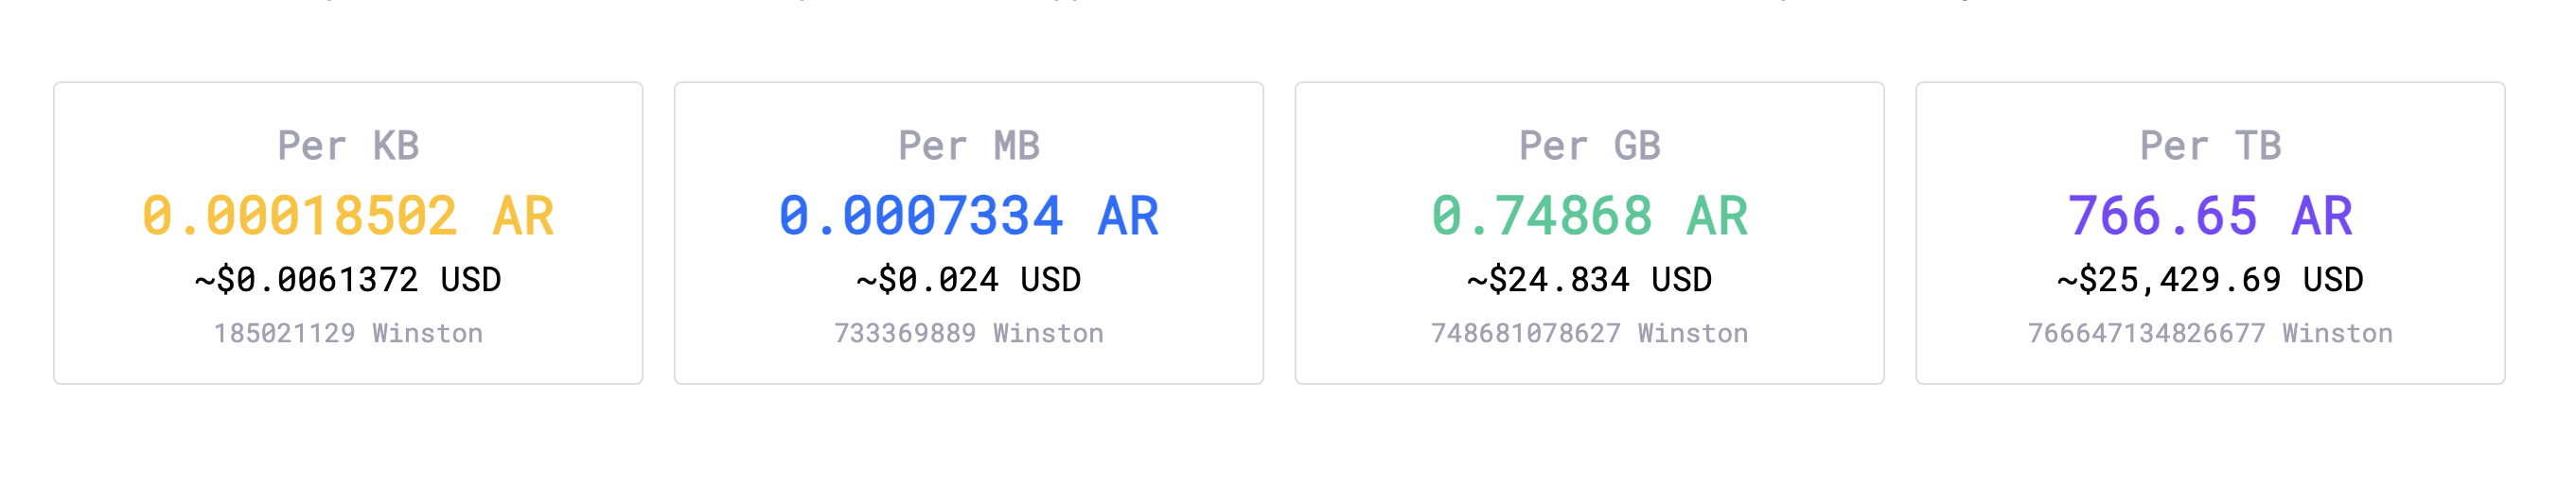 Per KB
0.00018502 AR
~$0.0061372 USD
185021129 Winston
Per MB
0.0007334 AR
~$0.024 USD
733369889 Winston
Per GB
0.74868 AR
~$24.834 USD
748681078627 Winston
Per TB
766.65 AR
~$25,429.69 USD
766647134826677 Winston